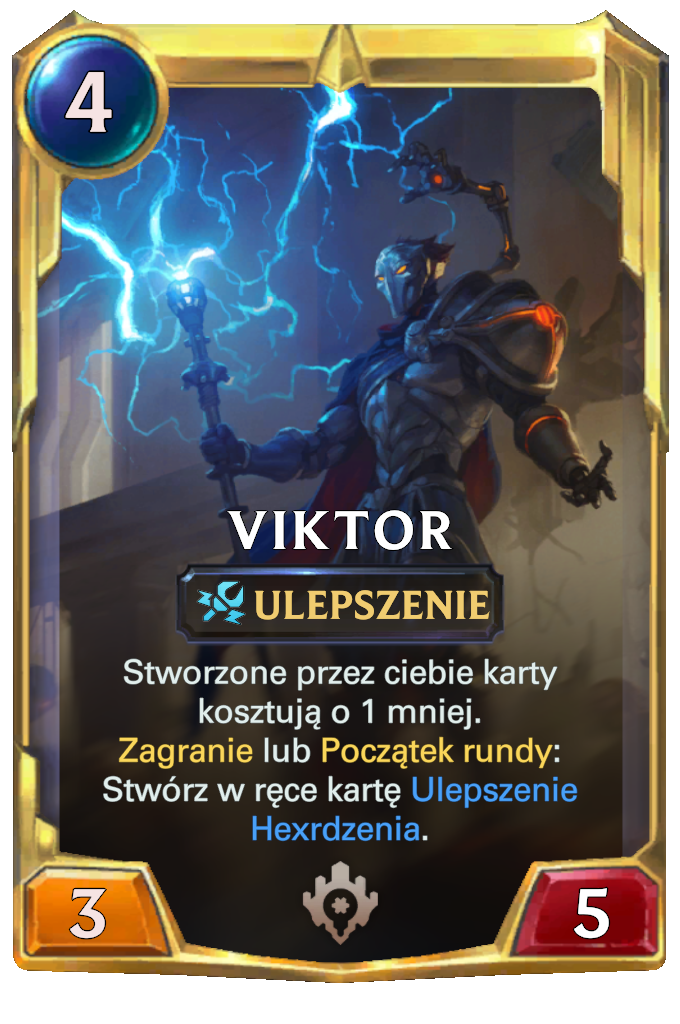 4
VIKTOR
ULEPSZENIE
Stworzone przez ciebie karty
kosztują o 1 mniej.
Zagranie lub Początek rundy:
Stwórz w ręce kartę Ulepszenie
Hexrdzenia.
3
5